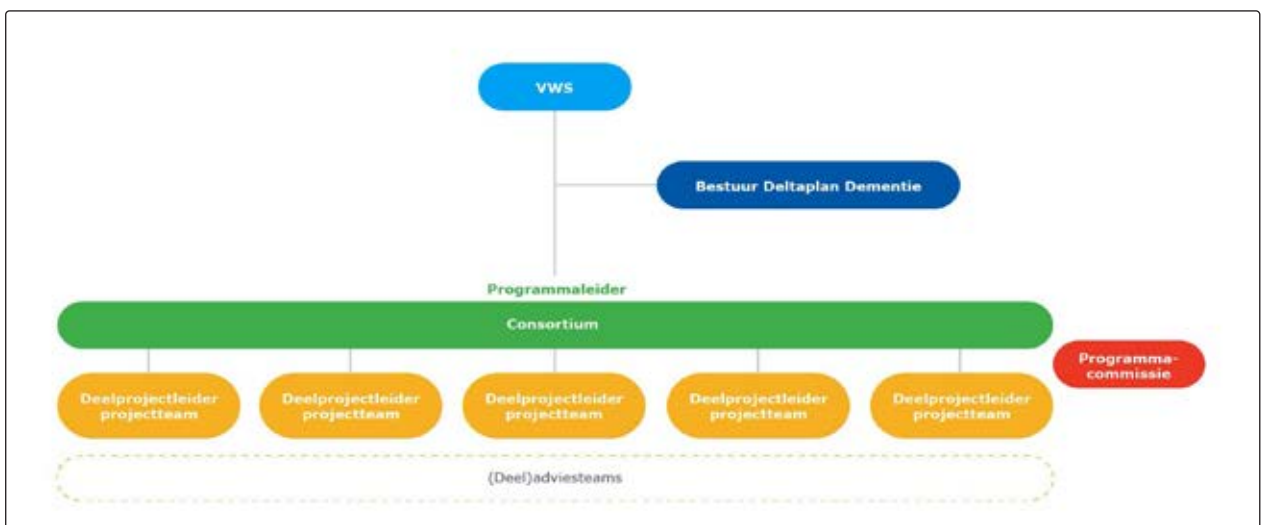 VWS
Bestuur Deltaplan Dementie
Programmaleider
Consortium
Programma-
commissie
Deelprojectleider
projectteam
Deelprojectleider
projectteam
Deelprojectleider
projectteam
Deelprojectleider
projectteam
Deelprojectleider
projectteam
(Deel)adviesteams